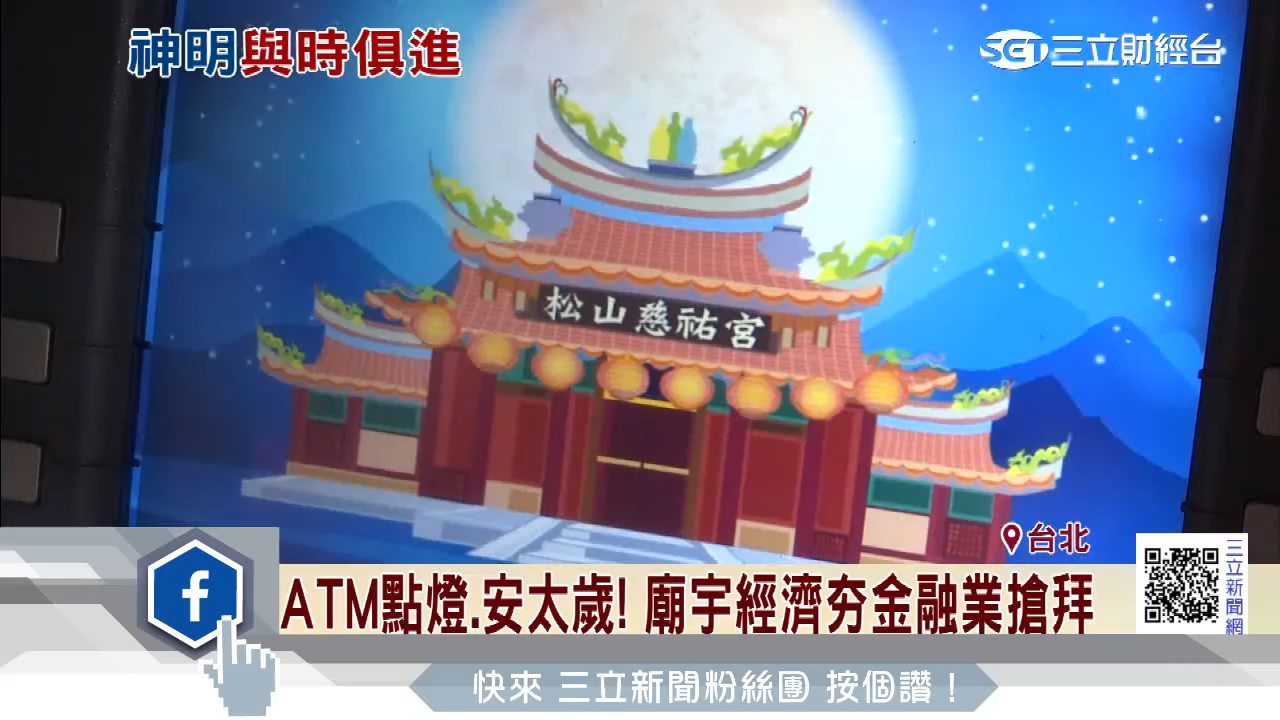 神明與時俱進
SET三立財經台
松山慈祐宮
台北
ATM點燈.安太歲! 廟宇經濟夯金融業搶拜
三立新聞網
快來 三立新聞粉絲團 按個讚!